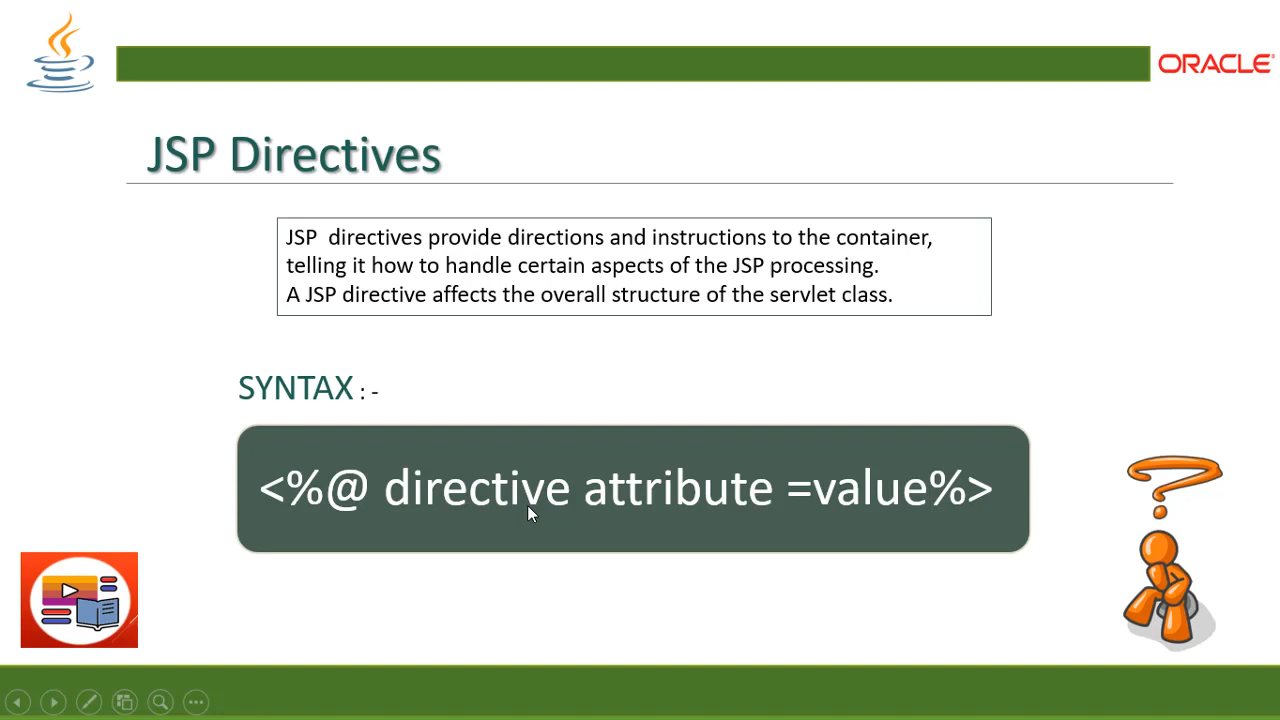 ORACLE
JSP Directives
JSP  directives provide directions and instructions to the container,
telling it how to handle certain aspects of the JSP processing.
A JSP directive affects the overall structure of the servlet class.
SYNTAX : -
<%@ directive attribute =value%>